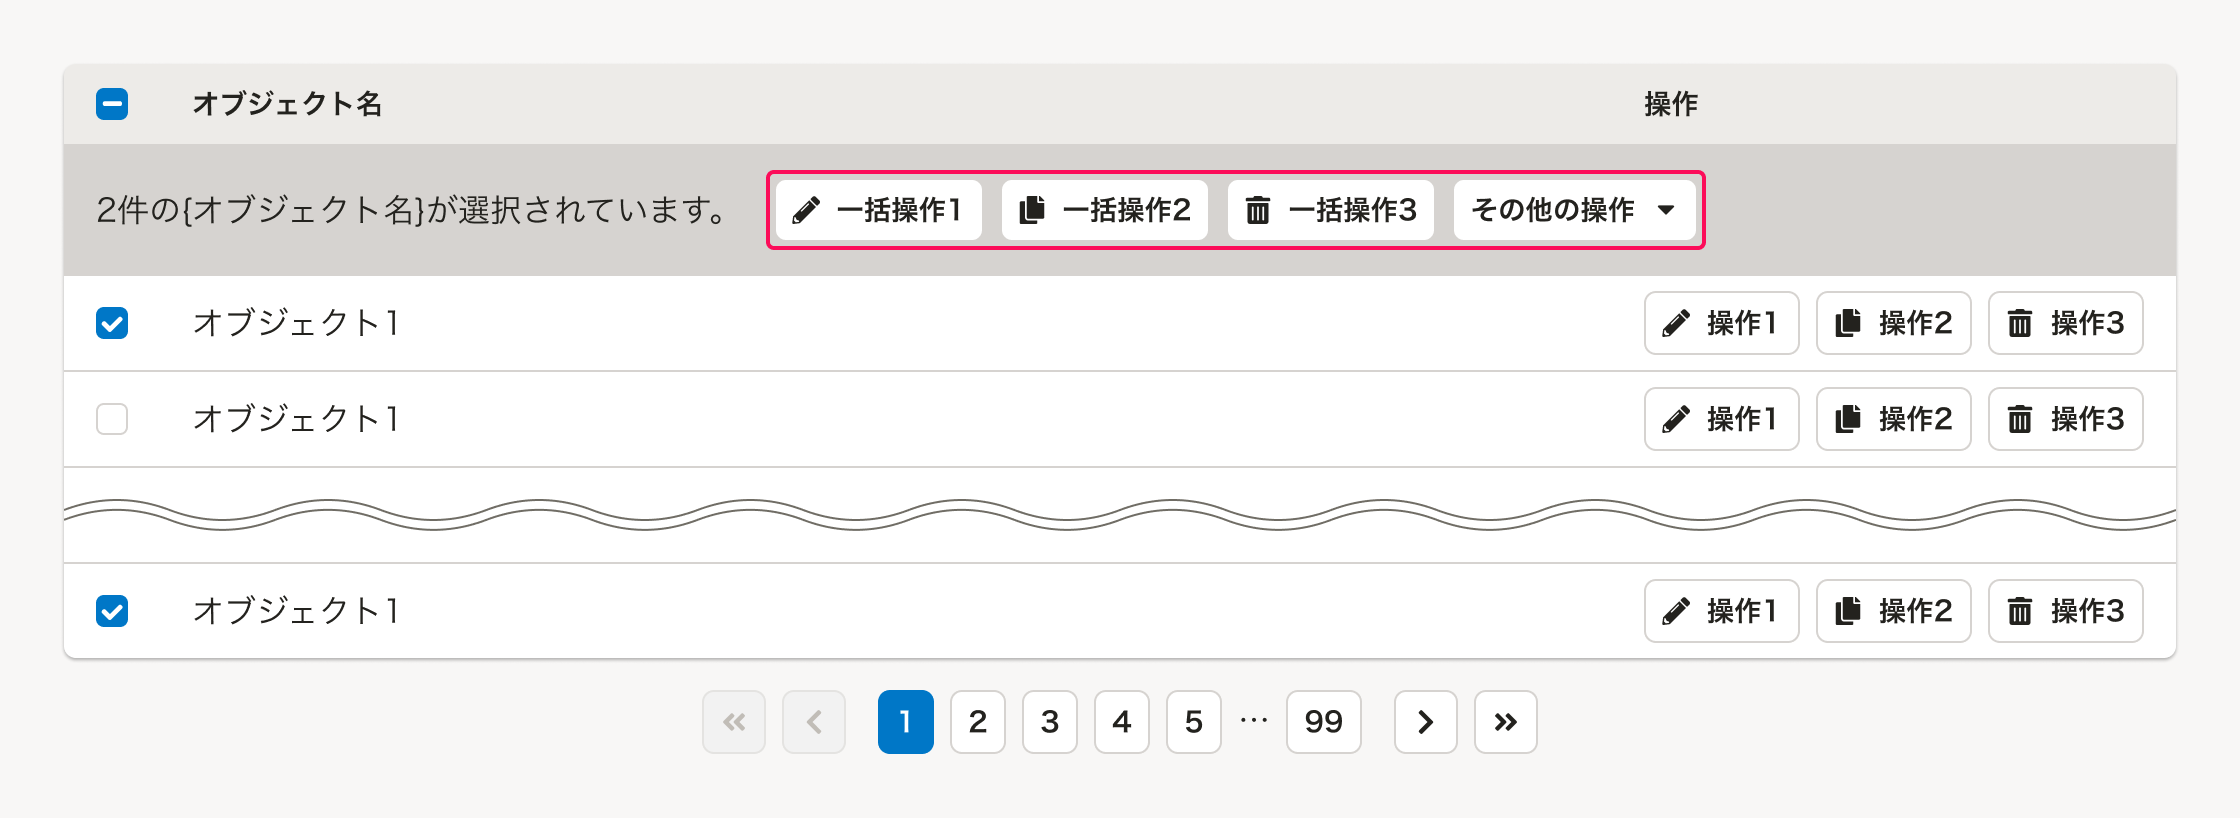 オブジェクト名 操作
2件の{オブジェクト名}が選択されています。 一括操作1 一括操作2 一括操作3 その他の操作
オブジェクト1 操作1 操作2 操作3
オブジェクト1 操作1 操作2 操作3
オブジェクト1 操作1 操作2 操作3
1 2 3 4 5 … 99